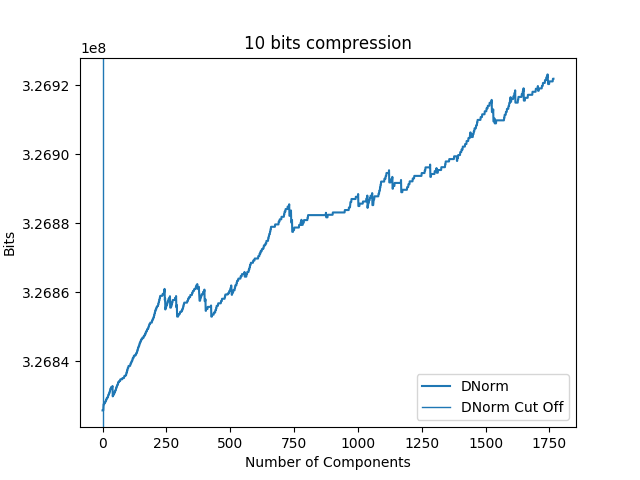 10 bits compression
1e8
3.2692
3.2690
3.2688
3.2686
3.2684
Bits
0
250
500
750
1000
1250
1500
1750
Number of Components
DNorm
DNorm Cut Off